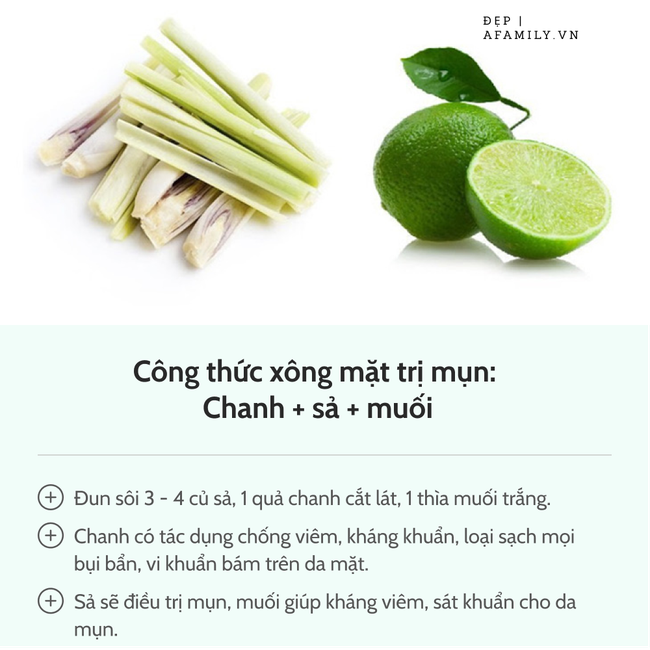 ĐẸP |
AFAMILY.VN
Công thức xông mặt trị mụn:
Chanh + sả + muối
Đun sôi 3 - 4 củ sả, 1 quả chanh cắt lát, 1 thìa muối trắng.
Chanh có tác dụng chống viêm, kháng khuẩn, loại sạch mọi
bụi bẩn, vi khuẩn bám trên da mặt.
Sả sẽ điều trị mụn, muối giúp kháng viêm, sát khuẩn cho da
mụn.